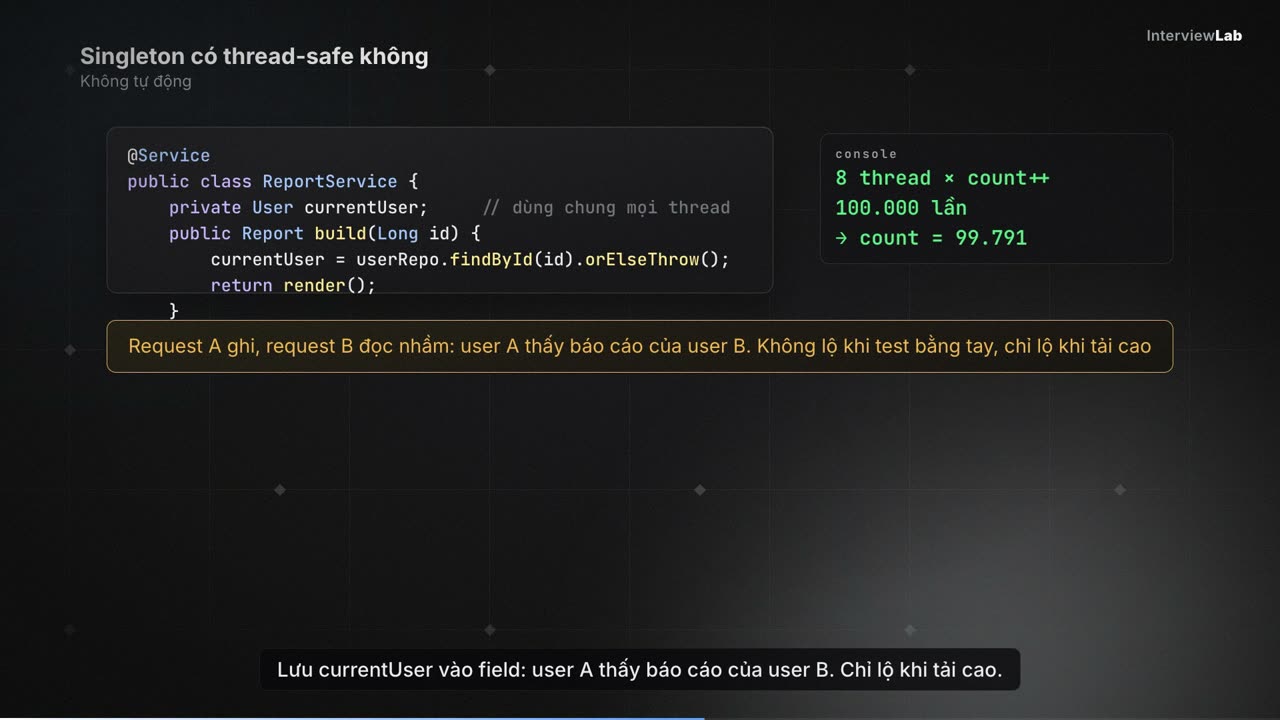 InterviewLab
Singleton có thread-safe không
Không tự động
@Service
public class ReportService {
    private User currentUser;     // dùng chung mọi thread
    public Report build(Long id) {
        currentUser = userRepo.findById(id).orElseThrow();
        return render();
    }
console
8 thread × count++
100.000 lần
→ count = 99.791
Request A ghi, request B đọc nhầm: user A thấy báo cáo của user B. Không lộ khi test bằng tay, chỉ lộ khi tải cao
Lưu currentUser vào field: user A thấy báo cáo của user B. Chỉ lộ khi tải cao.